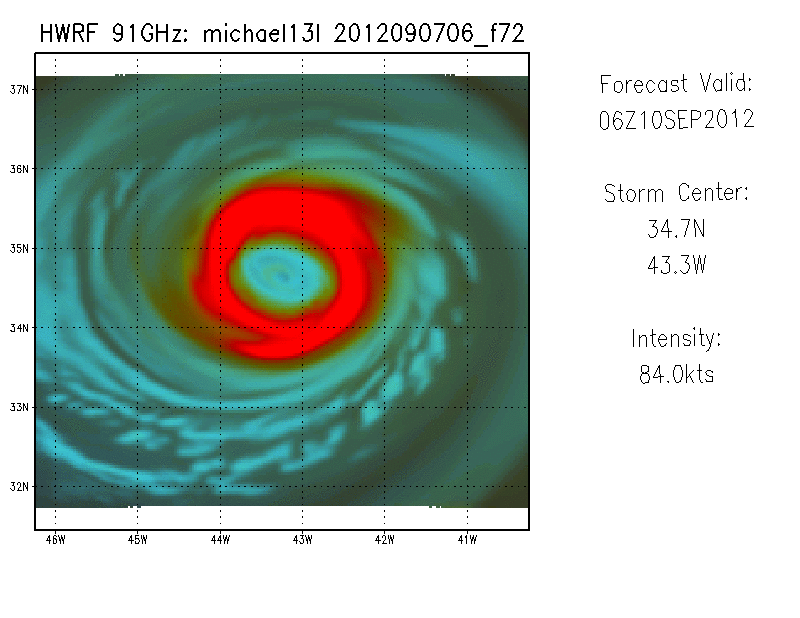 HWRF 91GHz: michael13l 2012090706_f72
Forecast Valid:
06Z10SEP2012
Storm Center:
34.7N
43.3W
Intensity:
84.0kts
37N
36N
35N
34N
33N
32N
46W 45W 44W 43W 42W 41W